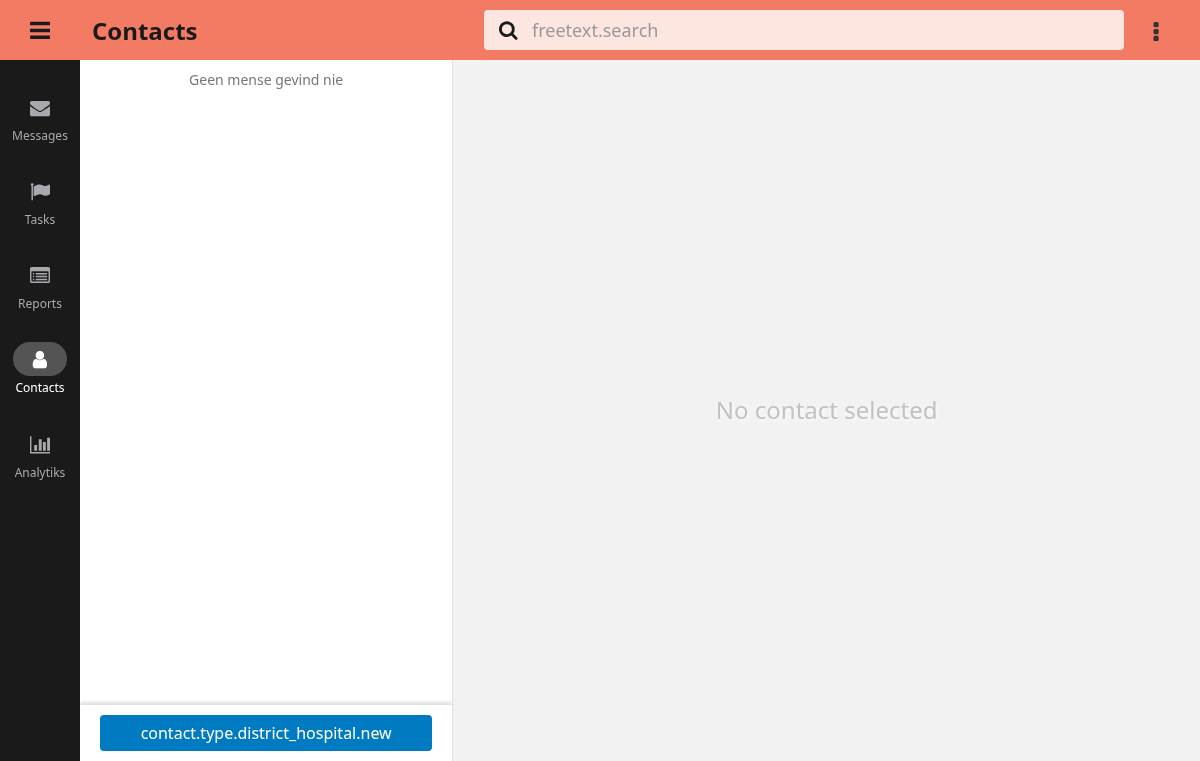 Contacts
freetext.search
Messages
Tasks
Reports
Contacts
Analytiks
Geen mense gevind nie
No contact selected
contact.type.district_hospital.new